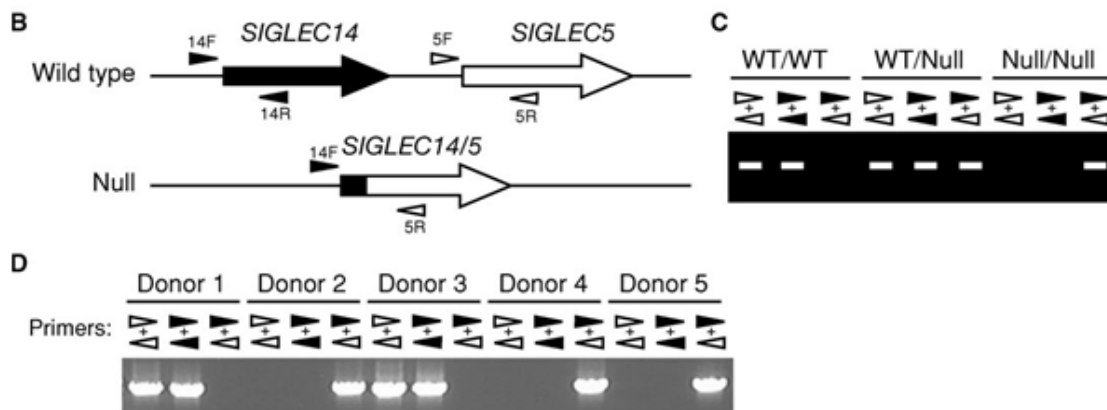 B
SIGLEC14
SIGLEC5
14F
5F
Wild type
14R
5R
SIGLEC14/5
14F
Null
5R
C
WT/WT WT/Null Null/Null
+ + + + + + + + +
D
Donor 1 Donor 2 Donor 3 Donor 4 Donor 5
Primers: + + + + + + + + + + + + + + +